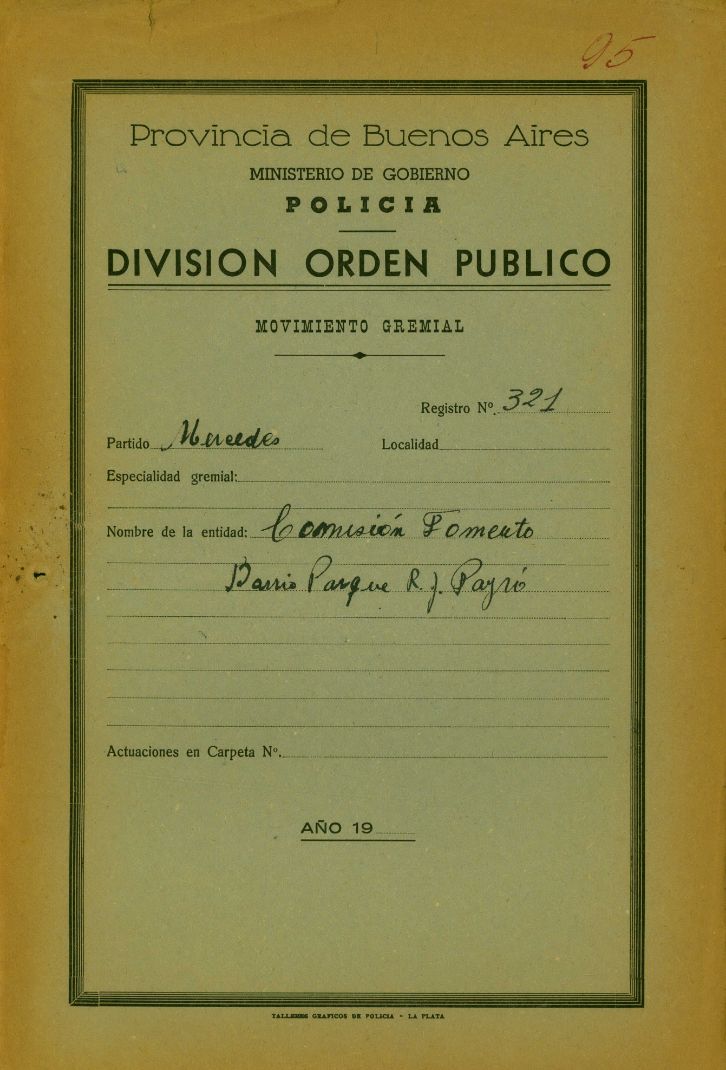 95
Provincia de Buenos Aires
MINISTERIO DE GOBIERNO
POLICIA
DIVISION ORDEN PUBLICO
MOVIMIENTO GREMIAL
Registro Nº. 321
Partido Mercedes Localidad
Especialidad gremial:
Nombre de la entidad: Comisión Fomento
Barrio Parque R. J. Payró
Actuaciones en Carpeta Nº.
AÑO 19
TALLERES GRAFICOS DE POLICIA - LA PLATA